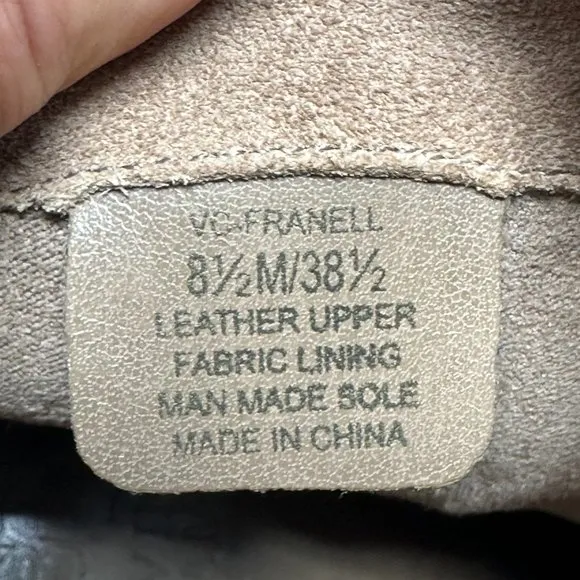 VC-FRANELL
8½M/38½
LEATHER UPPER
FABRIC LINING
MAN MADE SOLE
MADE IN CHINA